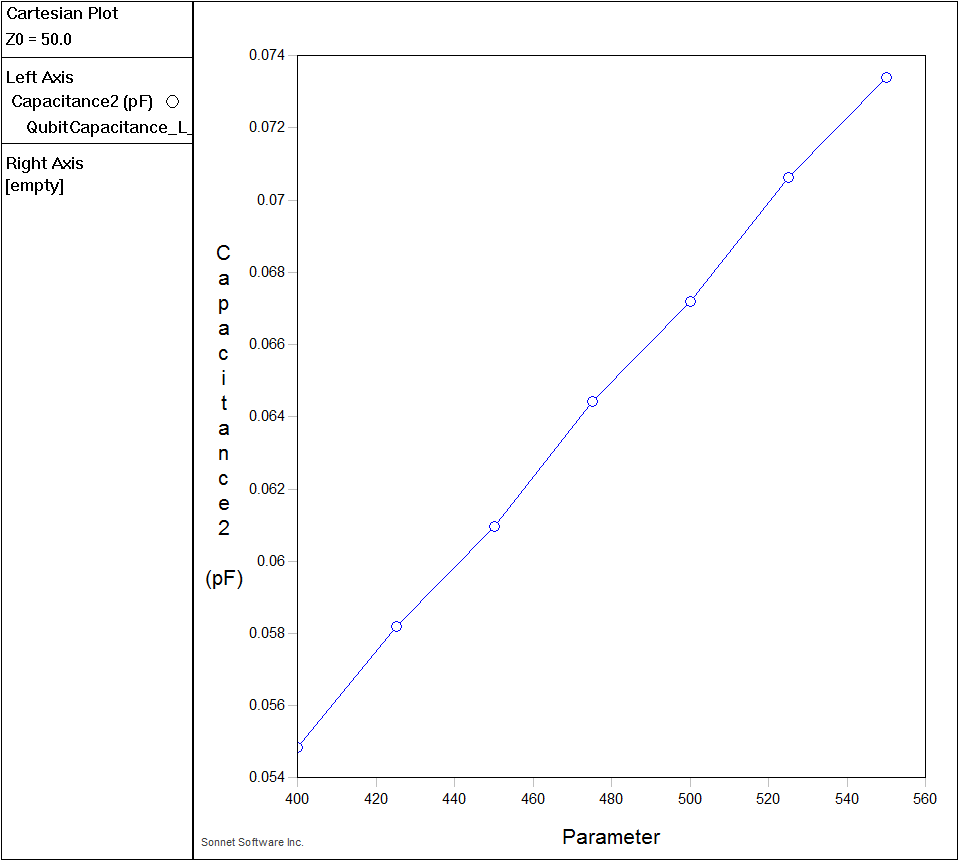 Cartesian Plot
Z0 = 50.0
Left Axis
Capacitance2 (pF)
QubitCapacitance_L_
Right Axis
[empty]
0.074
0.072
0.07
0.068
0.066
0.064
0.062
0.06
0.058
0.056
0.054
Capacitance2
(pF)
400 420 440 460 480 500 520 540 560
Parameter
Sonnet Software Inc.